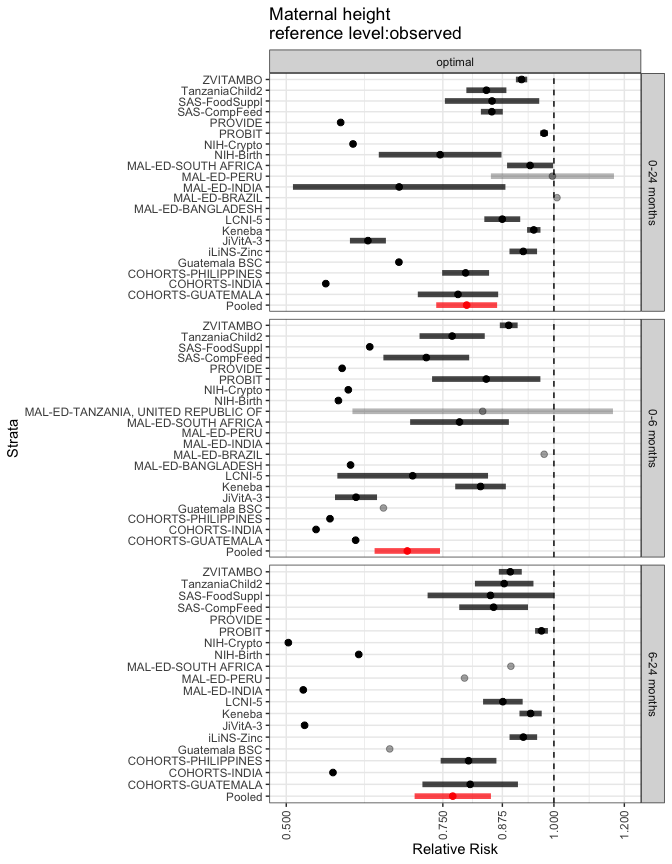 Maternal height
reference level:observed
optimal
ZVITAMBO
TanzaniaChild2
SAS-FoodSuppl
SAS-CompFeed
PROVIDE
PROBIT
NIH-Crypto
NIH-Birth
MAL-ED-SOUTH AFRICA
MAL-ED-PERU
MAL-ED-INDIA
MAL-ED-BRAZIL
MAL-ED-BANGLADESH
LCNI-5
Keneba
JiVitA-3
iLiNS-Zinc
Guatemala BSC
COHORTS-PHILIPPINES
COHORTS-INDIA
COHORTS-GUATEMALA
Pooled
0-24 months
ZVITAMBO
TanzaniaChild2
SAS-FoodSuppl
SAS-CompFeed
PROVIDE
PROBIT
NIH-Crypto
NIH-Birth
MAL-ED-TANZANIA, UNITED REPUBLIC OF
MAL-ED-SOUTH AFRICA
MAL-ED-PERU
MAL-ED-INDIA
MAL-ED-BRAZIL
MAL-ED-BANGLADESH
LCNI-5
Keneba
JiVitA-3
Guatemala BSC
COHORTS-PHILIPPINES
COHORTS-INDIA
COHORTS-GUATEMALA
Pooled
0-6 months
ZVITAMBO
TanzaniaChild2
SAS-FoodSuppl
SAS-CompFeed
PROVIDE
PROBIT
NIH-Crypto
NIH-Birth
MAL-ED-SOUTH AFRICA
MAL-ED-PERU
MAL-ED-INDIA
LCNI-5
Keneba
JiVitA-3
iLiNS-Zinc
Guatemala BSC
COHORTS-PHILIPPINES
COHORTS-INDIA
COHORTS-GUATEMALA
Pooled
6-24 months
Strata
0.500
0.750
0.875
1.000
1.200
Relative Risk